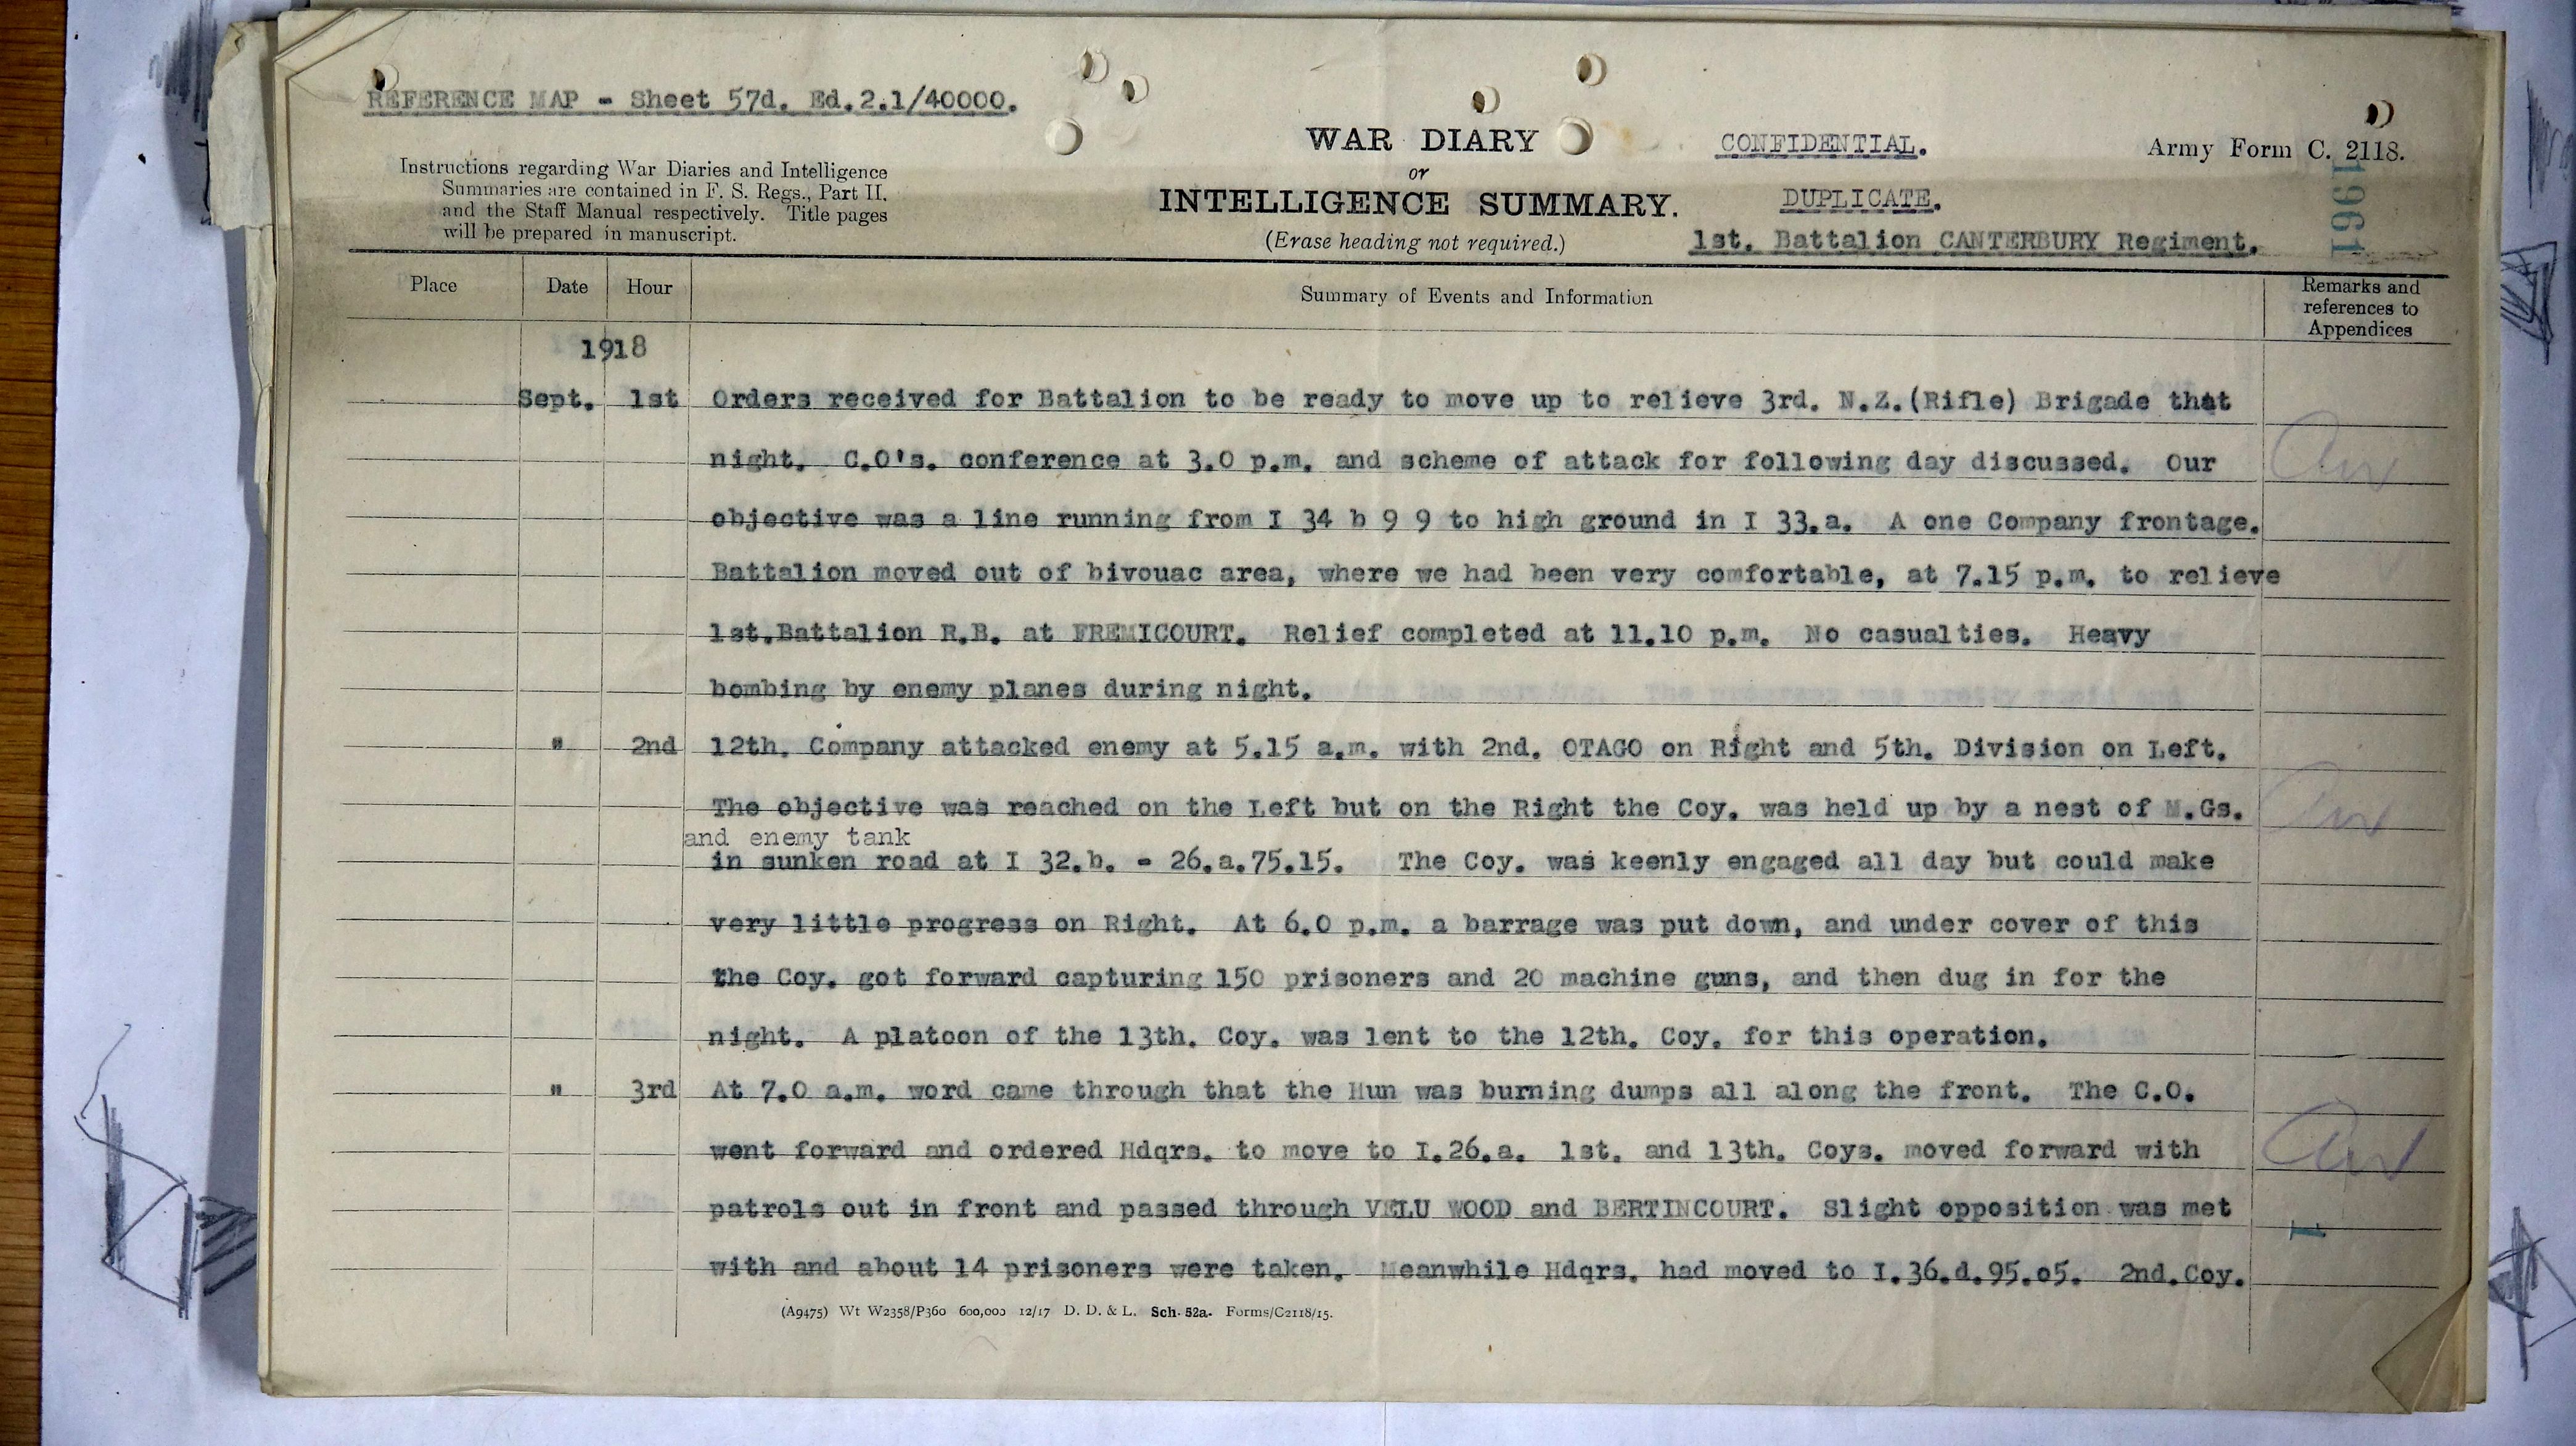 REFERENCE MAP - Sheet 57d. Ed.2.1/40000.
Instructions regarding War Diaries and Intelligence
Summaries are contained in F. S. Regs., Part II.
and the Staff Manual respectively. Title pages
will be prepared in manuscript.
WAR DIARY
or
INTELLIGENCE SUMMARY.
(Erase heading not required.)
CONFIDENTIAL.
DUPLICATE.
1st. Battalion CANTERBURY Regiment.
Army Form C. 2118.
1961
Place Date Hour Summary of Events and Information
Remarks and
references to
Appendices
1918
Sept. 1st Orders received for Battalion to be ready to move up to relieve 3rd. N.Z.(Rifle) Brigade that
night. C.O's. conference at 3.0 p.m. and scheme of attack for following day discussed. Our
objective was a line running from I 34 b 9 9 to high ground in I 33.a. A one Company frontage.
Battalion moved out of bivouac area, where we had been very comfortable, at 7.15 p.m. to relieve
1st.Battalion R.B. at FREMICOURT. Relief completed at 11.10 p.m. No casualties. Heavy
bombing by enemy planes during night.
" 2nd 12th. Company attacked enemy at 5.15 a.m. with 2nd. OTAGO on Right and 5th. Division on Left.
The objective was reached on the Left but on the Right the Coy. was held up by a nest of M.Gs.
and enemy tank
in sunken road at I 32.b. - 26.a.75.15. The Coy. was keenly engaged all day but could make
very little progress on Right. At 6.0 p.m. a barrage was put down, and under cover of this
the Coy. got forward capturing 150 prisoners and 20 machine guns, and then dug in for the
night. A platoon of the 13th. Coy. was lent to the 12th. Coy. for this operation.
" 3rd At 7.0 a.m. word came through that the Hun was burning dumps all along the front. The C.O.
went forward and ordered Hdqrs. to move to I.26.a. 1st. and 13th. Coys. moved forward with
patrols out in front and passed through VELU WOOD and BERTINCOURT. Slight opposition was met
with and about 14 prisoners were taken. Meanwhile Hdqrs. had moved to I.36.d.95.05. 2nd.Coy.
1
(A9475) Wt W2358/P360 600,000 12/17 D. D. & L. Sch. 52a. Forms/C2118/15.